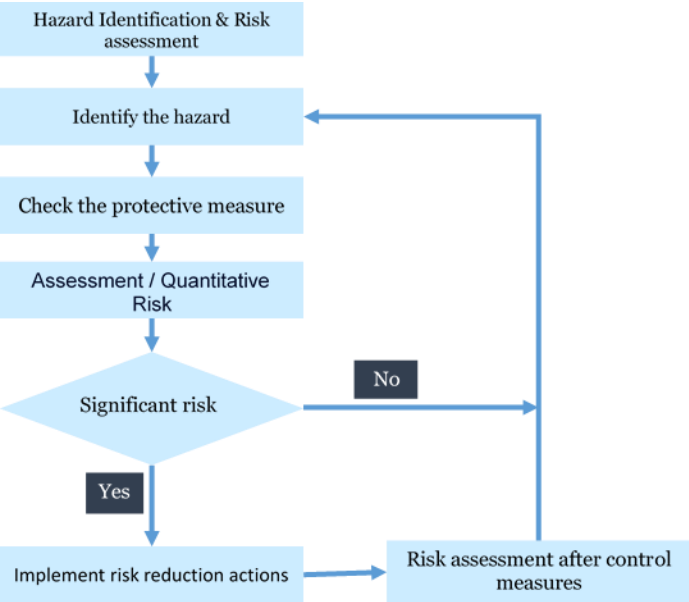 Hazard Identification & Risk
assessment
Identify the hazard
Check the protective measure
Assessment / Quantitative
Risk
Significant risk
No
Yes
Implement risk reduction actions
Risk assessment after control
measures